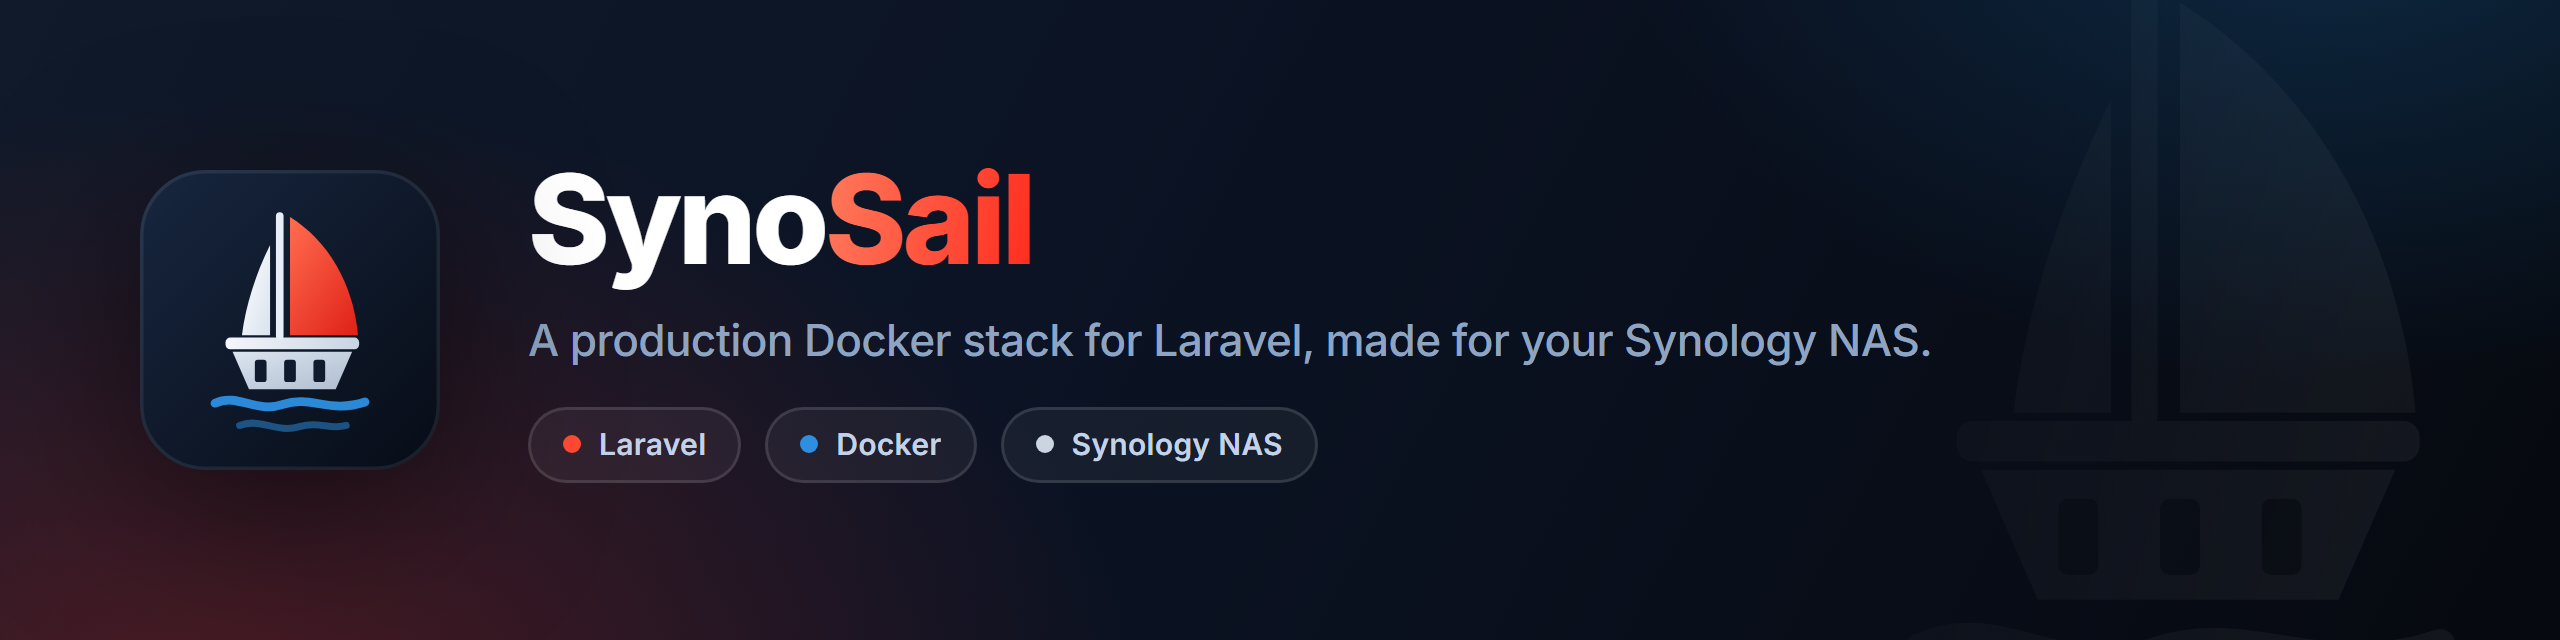 SynoSail
A production Docker stack for Laravel, made for your Synology NAS.
Laravel
Docker
Synology NAS